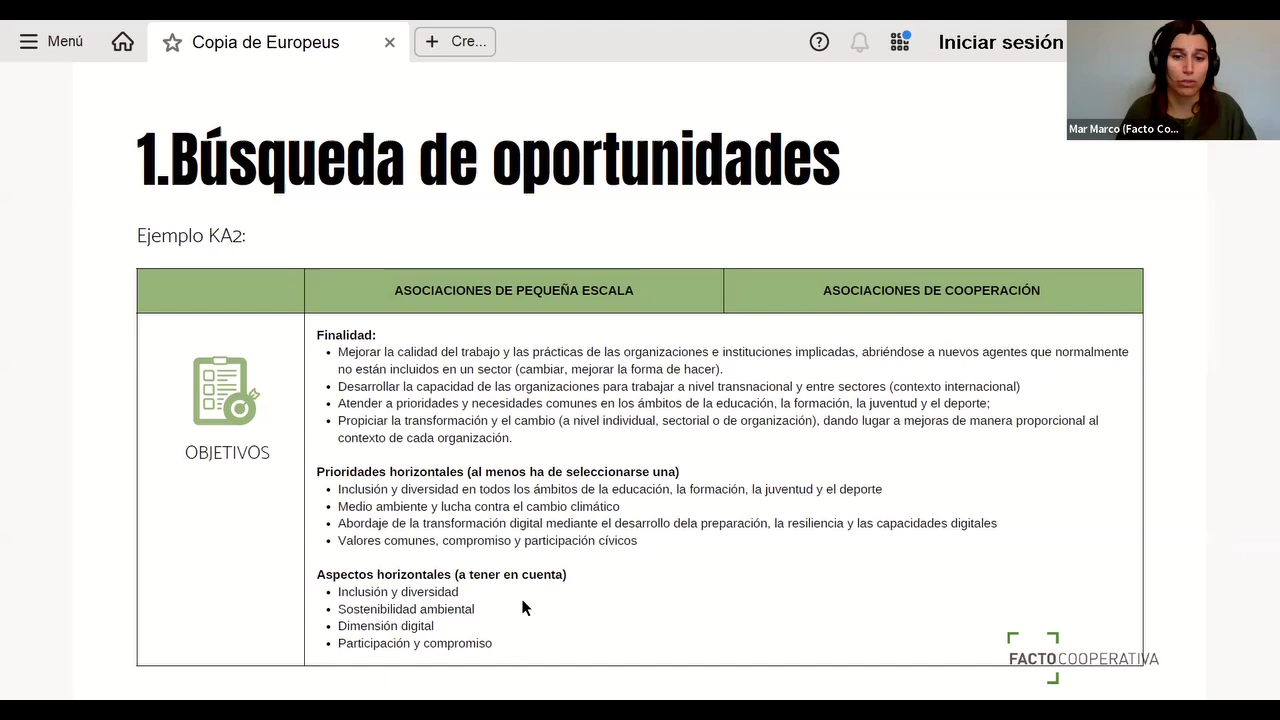 Menú
Copia de Europeus
Cre...
Iniciar sesión
Mar Marco (Facto Co...
1.Búsqueda de oportunidades
Ejemplo KA2:
ASOCIACIONES DE PEQUEÑA ESCALA
ASOCIACIONES DE COOPERACIÓN
OBJETIVOS
Finalidad:
• Mejorar la calidad del trabajo y las prácticas de las organizaciones e instituciones implicadas, abriéndose a nuevos agentes que normalmente
no están incluidos en un sector (cambiar, mejorar la forma de hacer).
• Desarrollar la capacidad de las organizaciones para trabajar a nivel transnacional y entre sectores (contexto internacional)
• Atender a prioridades y necesidades comunes en los ámbitos de la educación, la formación, la juventud y el deporte;
• Propiciar la transformación y el cambio (a nivel individual, sectorial o de organización), dando lugar a mejoras de manera proporcional al
contexto de cada organización.
Prioridades horizontales (al menos ha de seleccionarse una)
• Inclusión y diversidad en todos los ámbitos de la educación, la formación, la juventud y el deporte
• Medio ambiente y lucha contra el cambio climático
• Abordaje de la transformación digital mediante el desarrollo dela preparación, la resiliencia y las capacidades digitales
• Valores comunes, compromiso y participación cívicos
Aspectos horizontales (a tener en cuenta)
• Inclusión y diversidad
• Sostenibilidad ambiental
• Dimensión digital
• Participación y compromiso
FACTOCOOPERATIVA